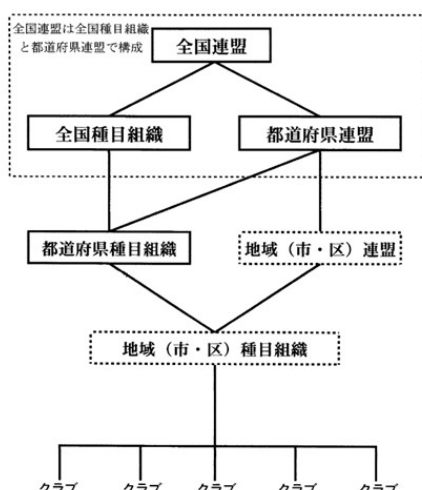 全国連盟は全国種目組織
と都道府県連盟で構成
全国連盟
全国種目組織
都道府県連盟
都道府県種目組織
地域（市・区）連盟
地域（市・区）種目組織
クラブ
クラブ
クラブ
クラブ
クラブ